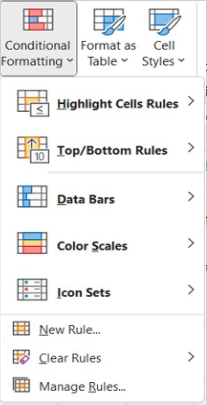 Conditional Format as Cell
Formatting Table Styles
≤
Highlight Cells Rules
10
Top/Bottom Rules
Data Bars
Color Scales
Icon Sets
New Rule...
Clear Rules
Manage Rules...